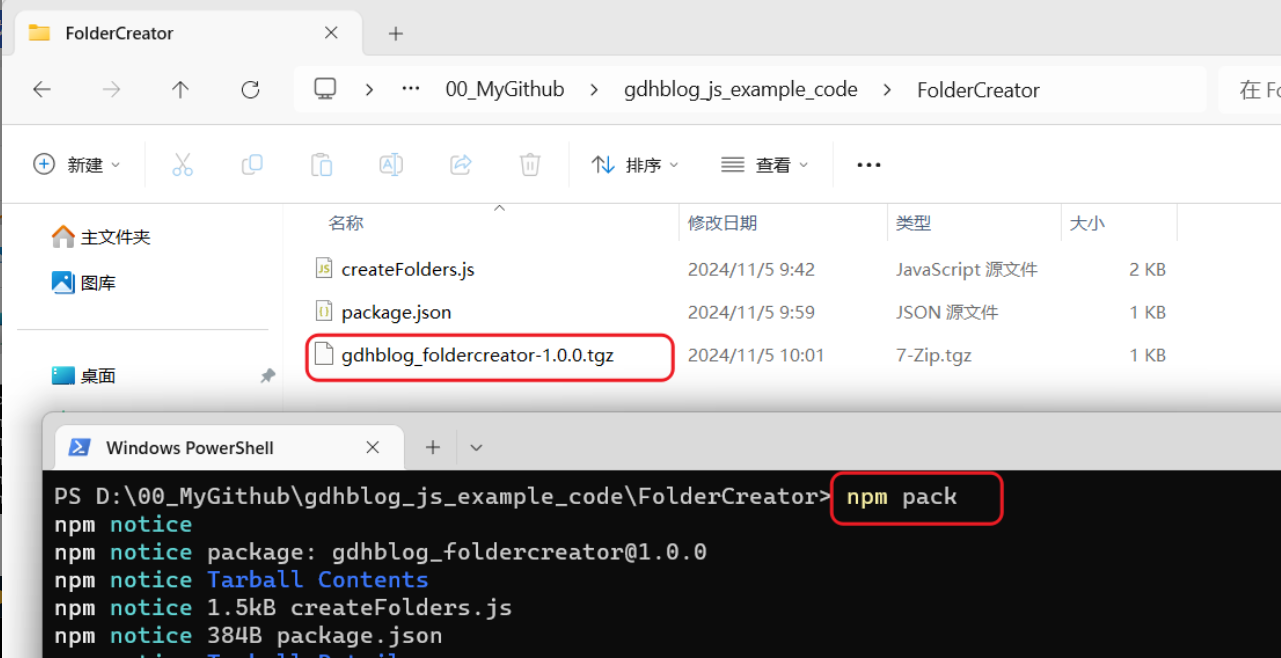 FolderCreator
00_MyGithub gdhblog_js_example_code FolderCreator 在 Fo
新建 排序 查看
名称 修改日期 类型 大小
主文件夹
图库
桌面
createFolders.js 2024/11/5 9:42 JavaScript 源文件 2 KB
package.json 2024/11/5 9:59 JSON 源文件 1 KB
gdhblog_foldercreator-1.0.0.tgz 2024/11/5 10:01 7-Zip.tgz 1 KB
Windows PowerShell
PS D:\00_MyGithub\gdhblog_js_example_code\FolderCreator> npm pack
npm notice
npm notice package: gdhblog_foldercreator@1.0.0
npm notice Tarball Contents
npm notice 1.5kB createFolders.js
npm notice 384B package.json